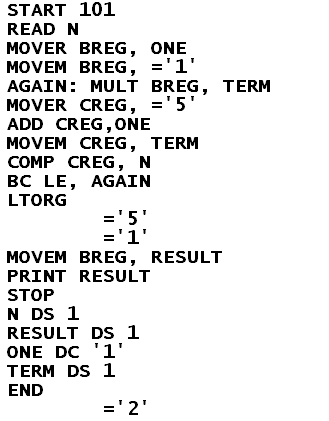 START 101
READ N
MOVER BREG, ONE
MOVEM BREG, ='1'
AGAIN: MULT BREG, TERM
MOVER CREG, ='5'
ADD CREG,ONE
MOVEM CREG, TERM
COMP CREG, N
BC LE, AGAIN
LTORG
='5'
='1'
MOVEM BREG, RESULT
PRINT RESULT
STOP
N DS 1
RESULT DS 1
ONE DC '1'
TERM DS 1
END
='2'